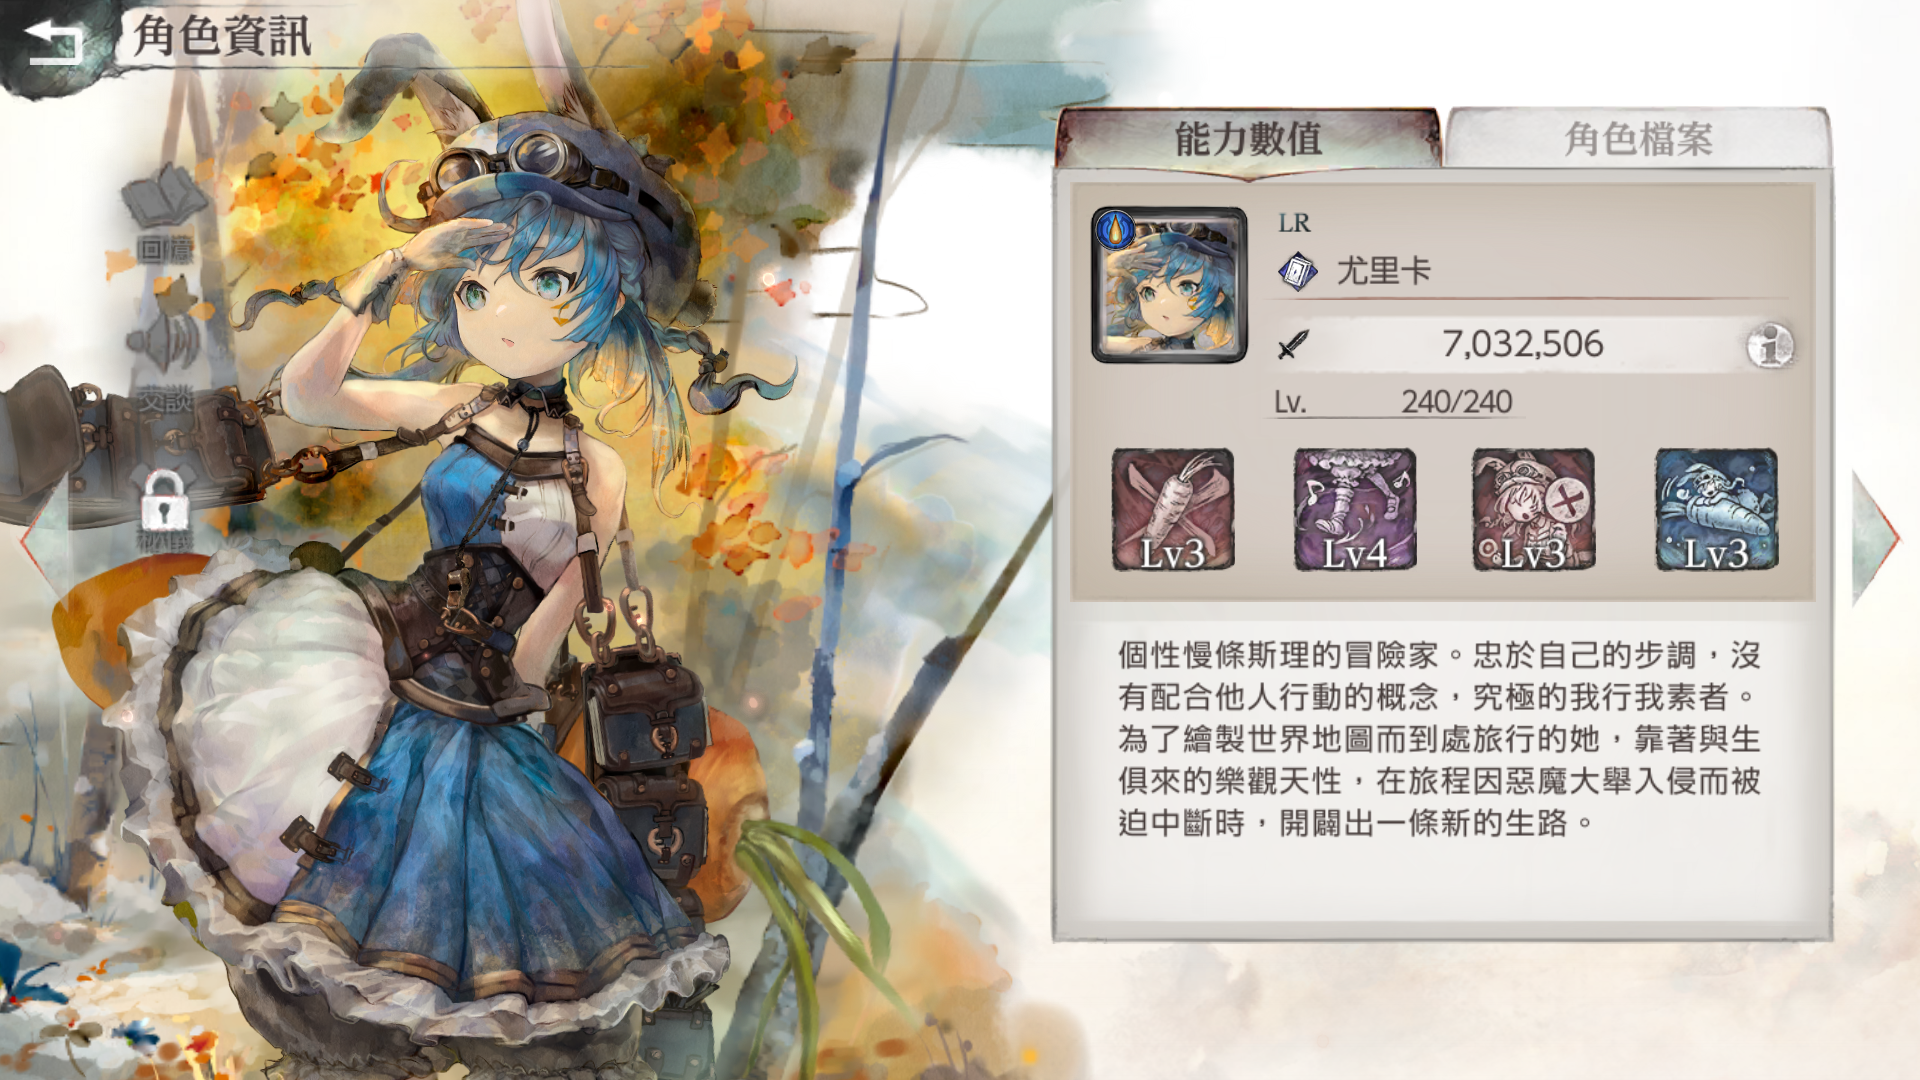 角色資訊
回憶
交談
能力數值
角色檔案
LR
尤里卡
7,032,506
Lv. 240/240
Lv3
Lv4
Lv3
Lv3
個性慢條斯理的冒險家。忠於自己的步調，沒
有配合他人行動的概念，究極的我行我素者。
為了繪製世界地圖而到處旅行的她，靠著與生
俱來的樂觀天性，在旅程因惡魔大舉入侵而被
迫中斷時，開闢出一條新的生路。